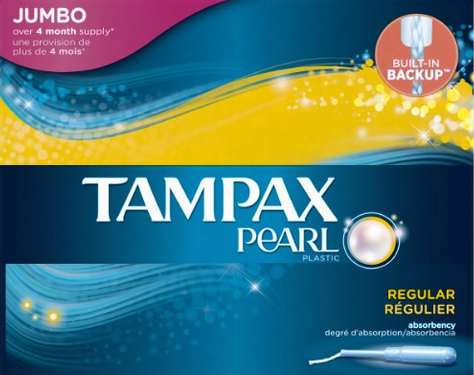 JUMBO
over 4 month supply*
une provision de
plus de 4 mois*
BUILT-IN
BACKUP™
TAMPAX
PEARL
PLASTIC
REGULAR
RÉGULIER
absorbency
degré d'absorption/absorbencia